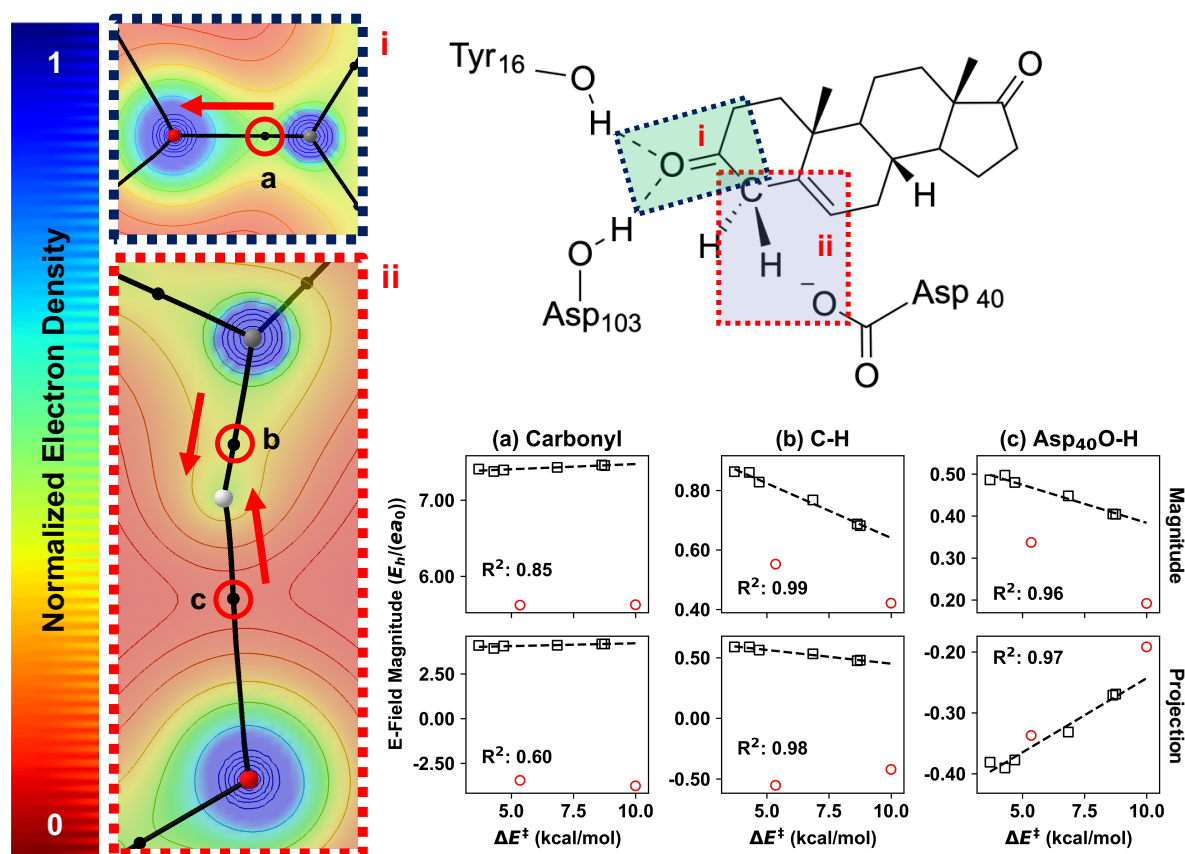 1
Normalized Electron Density
0
i
a
ii
b
c
Tyr16
O
H
O
i
H
O
Asp103
C
H
H
ii
O
H
−O
Asp 40
O
(a) Carbonyl
(b) C-H
(c) Asp40O-H
E-Field Magnitude (Eh/(ea0))
7.00
6.00
R²: 0.85
0.80
0.60
0.40
R²: 0.99
0.50
0.40
0.30
0.20
R²: 0.96
Magnitude
2.50
0.00
-2.50
R²: 0.60
0.50
0.00
-0.50
R²: 0.98
-0.20
-0.30
-0.40
R²: 0.97
Projection
5.0 7.5 10.0
5.0 7.5 10.0
5.0 7.5 10.0
ΔE‡ (kcal/mol)
ΔE‡ (kcal/mol)
ΔE‡ (kcal/mol)